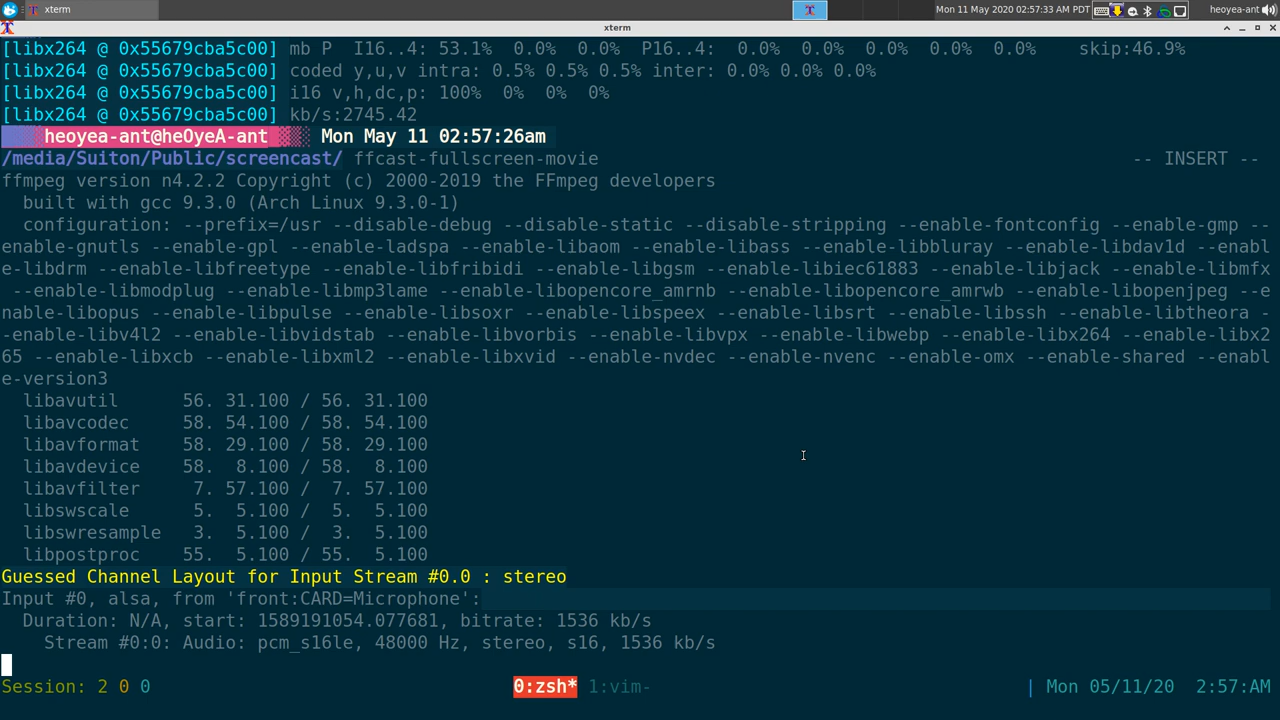 xterm
Mon 11 May 2020 02:57:33 AM PDT
heoyea-ant
xterm
[libx264 @ 0x55679cba5c00] mb P  I16..4: 53.1%  0.0%  0.0%  P16..4:  0.0%  0.0%  0.0%  0.0%  0.0%    skip:46.9%
[libx264 @ 0x55679cba5c00] coded y,u,v intra: 0.5% 0.5% 0.5% inter: 0.0% 0.0% 0.0%
[libx264 @ 0x55679cba5c00] i16 v,h,dc,p: 100%  0%  0%  0%
[libx264 @ 0x55679cba5c00] kb/s:2745.42
heoyea-ant@heOyeA-ant Mon May 11 02:57:26am
/media/Suiton/Public/screencast/ ffcast-fullscreen-movie -- INSERT --
ffmpeg version n4.2.2 Copyright (c) 2000-2019 the FFmpeg developers
  built with gcc 9.3.0 (Arch Linux 9.3.0-1)
  configuration: --prefix=/usr --disable-debug --disable-static --disable-stripping --enable-fontconfig --enable-gmp --
enable-gnutls --enable-gpl --enable-ladspa --enable-libaom --enable-libass --enable-libbluray --enable-libdav1d --enabl
e-libdrm --enable-libfreetype --enable-libfribidi --enable-libgsm --enable-libiec61883 --enable-libjack --enable-libmfx
 --enable-libmodplug --enable-libmp3lame --enable-libopencore_amrnb --enable-libopencore_amrwb --enable-libopenjpeg --e
nable-libopus --enable-libpulse --enable-libsoxr --enable-libspeex --enable-libsrt --enable-libssh --enable-libtheora -
-enable-libv4l2 --enable-libvidstab --enable-libvorbis --enable-libvpx --enable-libwebp --enable-libx264 --enable-libx2
65 --enable-libxcb --enable-libxml2 --enable-libxvid --enable-nvdec --enable-nvenc --enable-omx --enable-shared --enabl
e-version3
  libavutil      56. 31.100 / 56. 31.100
  libavcodec     58. 54.100 / 58. 54.100
  libavformat    58. 29.100 / 58. 29.100
  libavdevice    58.  8.100 / 58.  8.100
  libavfilter     7. 57.100 /  7. 57.100
  libswscale      5.  5.100 /  5.  5.100
  libswresample   3.  5.100 /  3.  5.100
  libpostproc    55.  5.100 / 55.  5.100
Guessed Channel Layout for Input Stream #0.0 : stereo
Input #0, alsa, from 'front:CARD=Microphone':
  Duration: N/A, start: 1589191054.077681, bitrate: 1536 kb/s
    Stream #0:0: Audio: pcm_s16le, 48000 Hz, stereo, s16, 1536 kb/s
Session: 2 0 0 0:zsh* 1:vim- | Mon 05/11/20  2:57:AM